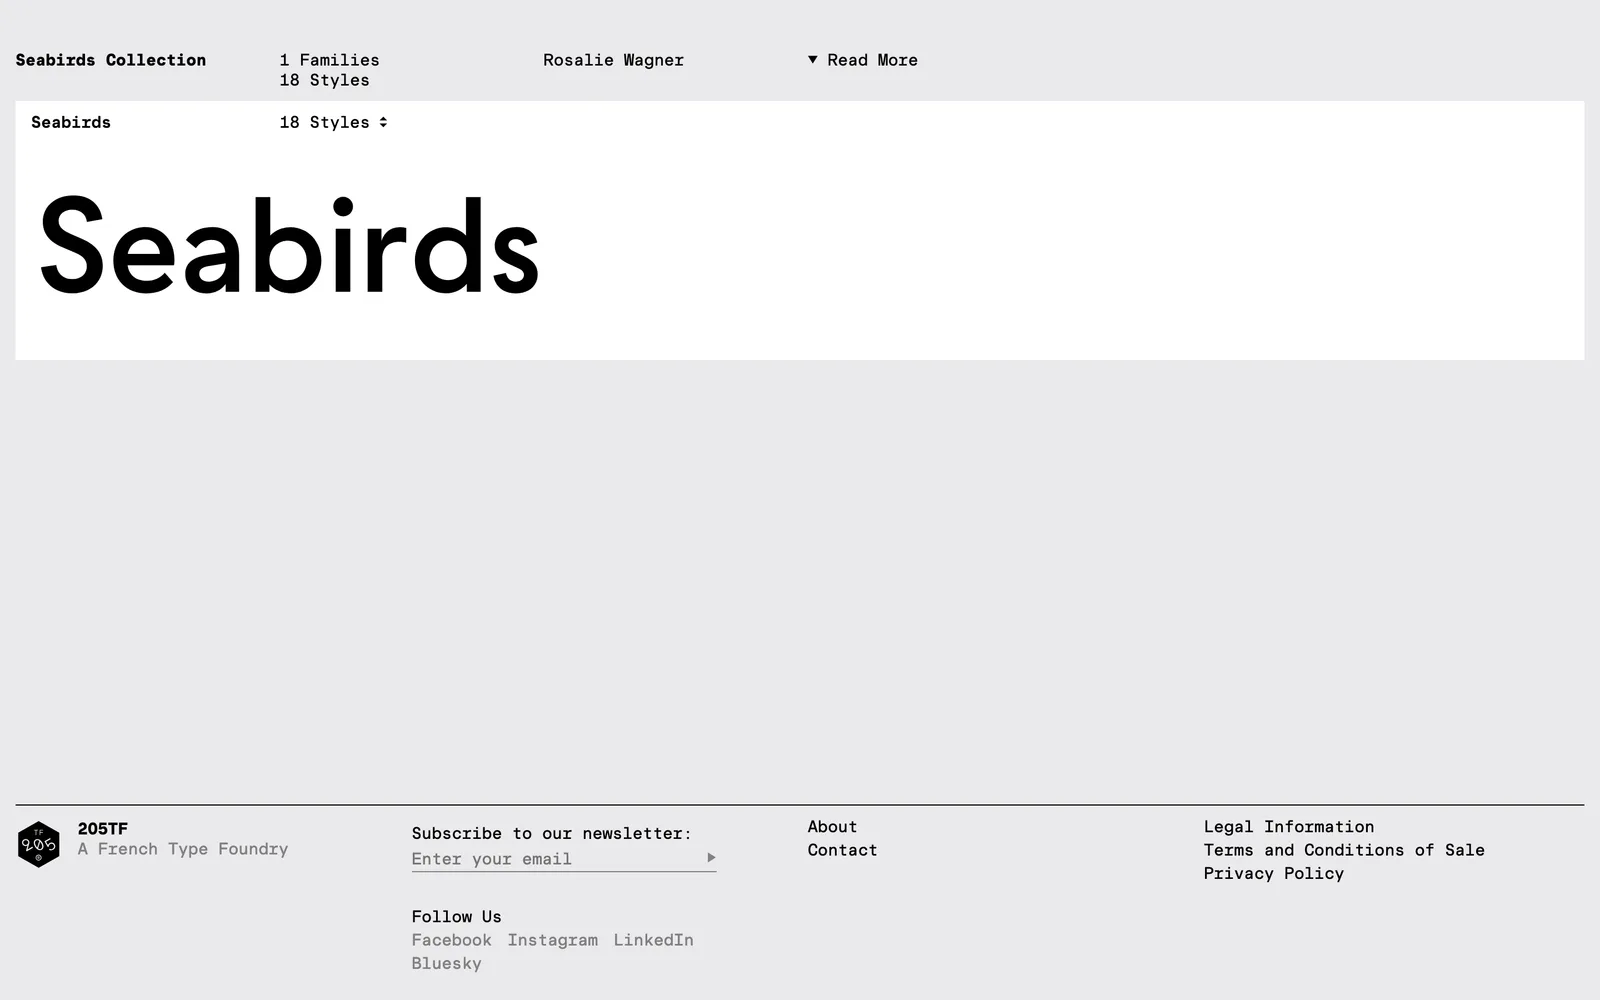 Seabirds Collection
1 Families
18 Styles
Rosalie Wagner
▼ Read More
Seabirds
18 Styles
Seabirds
TF
205
205TF
A French Type Foundry
Subscribe to our newsletter:
Enter your email
Follow Us
Facebook Instagram LinkedIn
Bluesky
About
Contact
Legal Information
Terms and Conditions of Sale
Privacy Policy